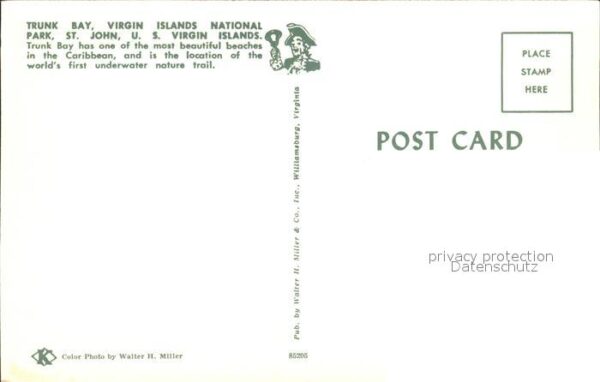 TRUNK BAY, VIRGIN ISLANDS NATIONAL
PARK, ST. JOHN, U. S. VIRGIN ISLANDS.
Trunk Bay has one of the most beautiful beaches
in the Caribbean, and is the location of the
world's first underwater nature trail.
PLACE
STAMP
HERE
POST CARD
Pub. by Walter H. Miller & Co., Inc., Williamsburg, Virginia
privacy protection
Datenschutz
K Color Photo by Walter H. Miller
85205